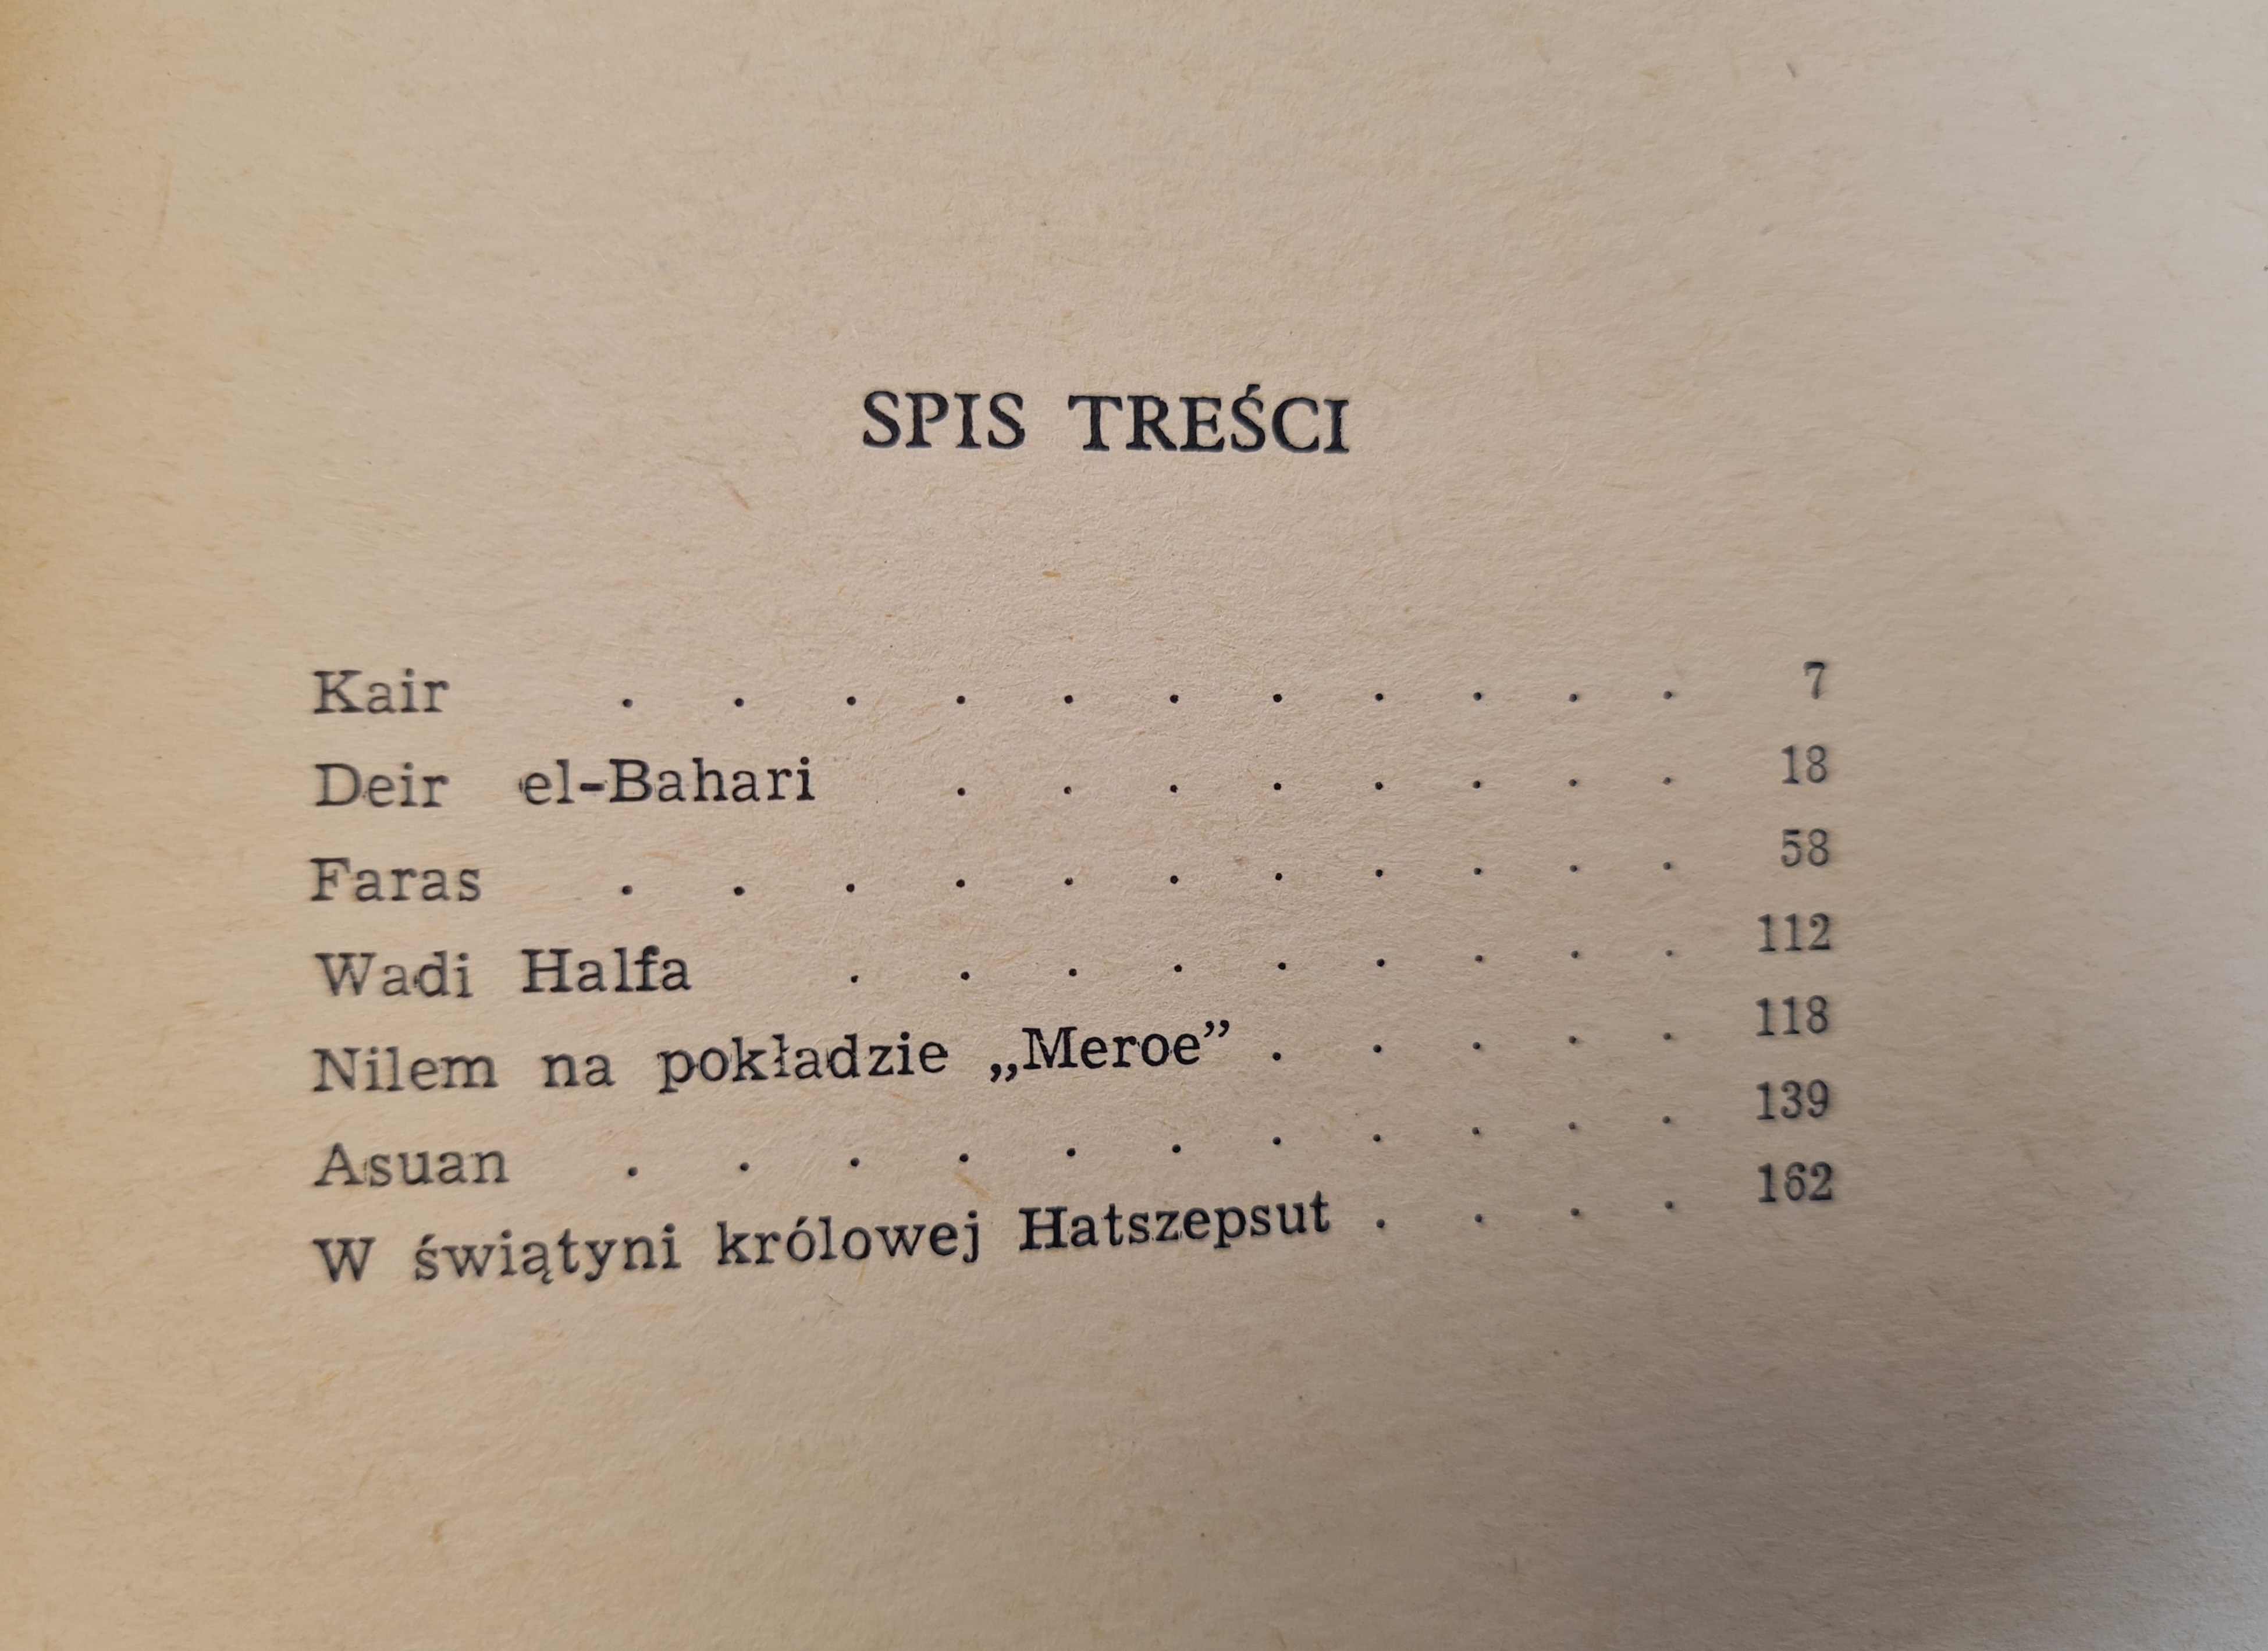 SPIS TREŚCI
Kair . . . . . . . . . . . 7
Deir el-Bahari . . . . . . . . 18
Faras . . . . . . . . . . . 58
Wadi Halfa . . . . . . . . . 112
Nilem na pokładzie „Meroe” . . . . . 118
Asuan . . . . . . . . . . . 139
W świątyni królowej Hatszepsut . . . . 162